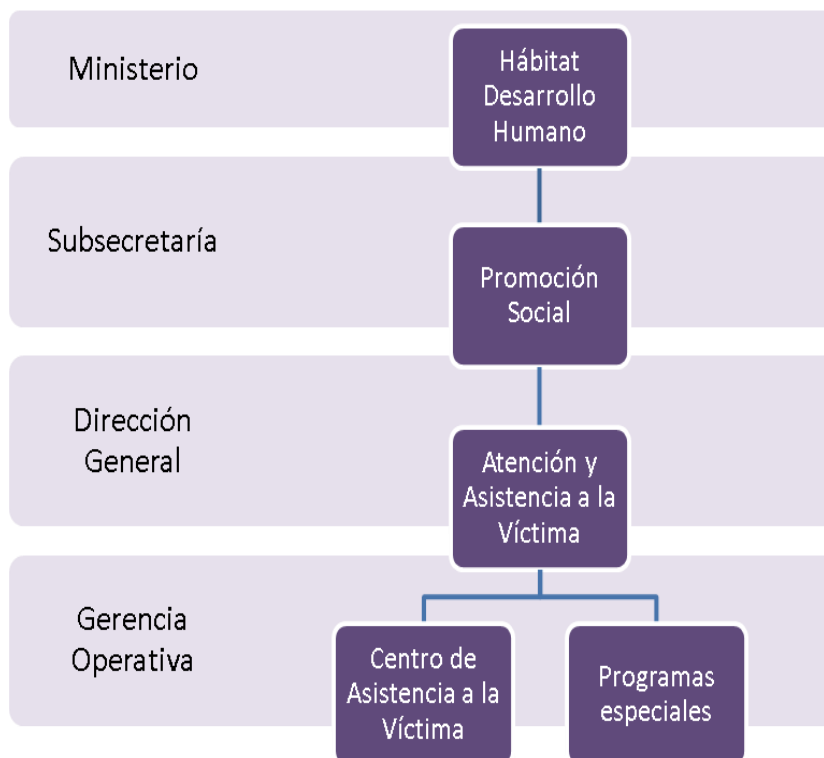 Ministerio
Hábitat
Desarrollo
Humano
Subsecretaría
Promoción
Social
Dirección
General
Atención y
Asistencia a la
Víctima
Gerencia
Operativa
Centro de
Asistencia a la
Víctima
Programas
especiales